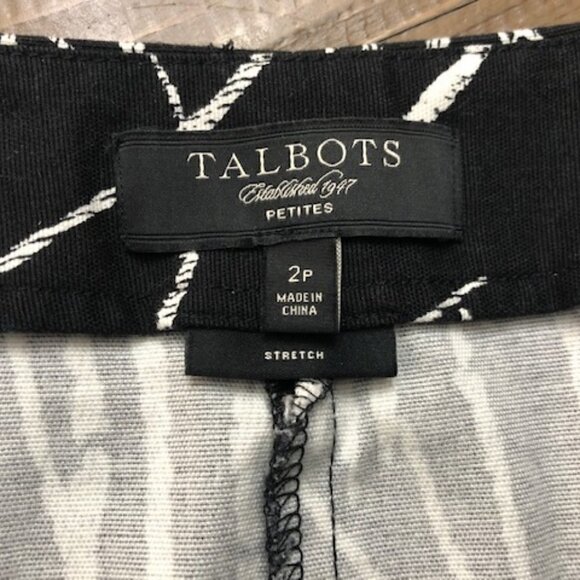 TALBOTS
Established 1947
PETITES
2P
MADE IN
CHINA
STRETCH